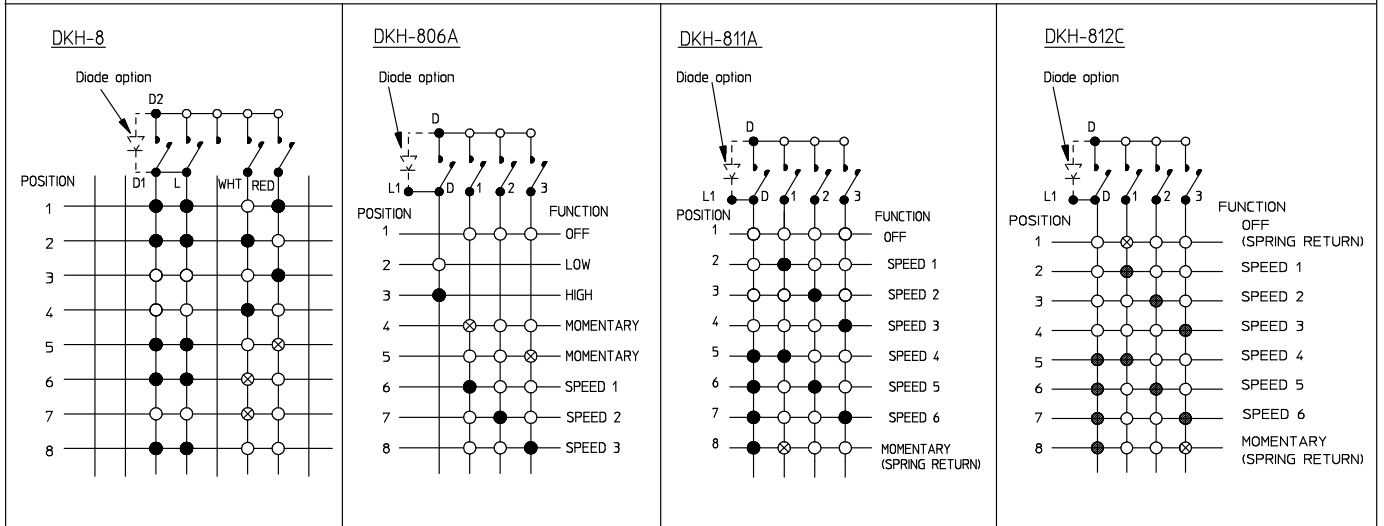 DKH-8
Diode option
D2
D1 L WHT RED
POSITION
1
2
3
4
5
6
7
8
DKH-806A
Diode option
D
L1 D 1 2 3
POSITION FUNCTION
1 OFF
2 LOW
3 HIGH
4 MOMENTARY
5 MOMENTARY
6 SPEED 1
7 SPEED 2
8 SPEED 3
DKH-811A
Diode option
D
L1 D 1 2 3
POSITION FUNCTION
1 OFF
2 SPEED 1
3 SPEED 2
4 SPEED 3
5 SPEED 4
6 SPEED 5
7 SPEED 6
8 MOMENTARY
(SPRING RETURN)
DKH-812C
Diode option
D
L1 D 1 2 3
POSITION FUNCTION
OFF
1 (SPRING RETURN)
2 SPEED 1
3 SPEED 2
4 SPEED 3
5 SPEED 4
6 SPEED 5
7 SPEED 6
8 MOMENTARY
(SPRING RETURN)